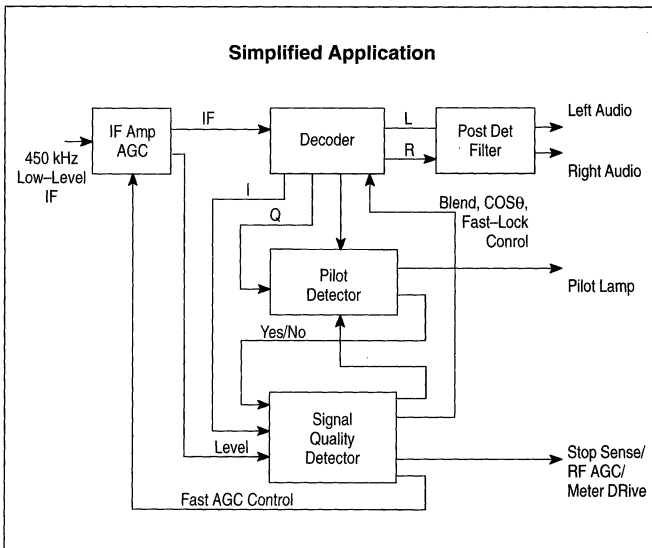 Simplified Application
IF Amp
AGC
IF
Decoder
L
R
Post Det
Filter
Left Audio
Right Audio
450 kHz
Low–Level
IF
I
Q
Blend, COSθ,
Fast–Lock
Conrol
Pilot
Detector
Pilot Lamp
Yes/No
Signal
Quality
Detector
Level
Stop Sense/
RF AGC/
Meter DRive
Fast AGC Control